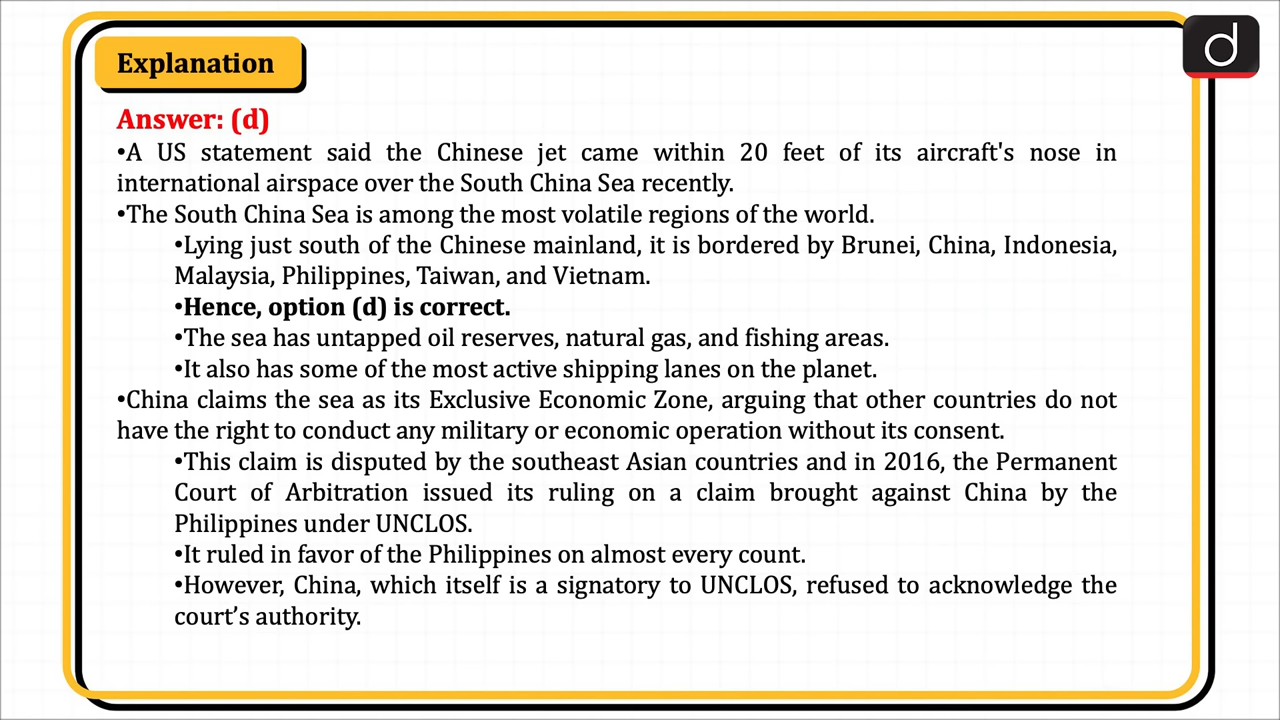 Explanation
d
Answer: (d)
•A US statement said the Chinese jet came within 20 feet of its aircraft's nose in
international airspace over the South China Sea recently.
•The South China Sea is among the most volatile regions of the world.
•Lying just south of the Chinese mainland, it is bordered by Brunei, China, Indonesia,
Malaysia, Philippines, Taiwan, and Vietnam.
•Hence, option (d) is correct.
•The sea has untapped oil reserves, natural gas, and fishing areas.
•It also has some of the most active shipping lanes on the planet.
•China claims the sea as its Exclusive Economic Zone, arguing that other countries do not
have the right to conduct any military or economic operation without its consent.
•This claim is disputed by the southeast Asian countries and in 2016, the Permanent
Court of Arbitration issued its ruling on a claim brought against China by the
Philippines under UNCLOS.
•It ruled in favor of the Philippines on almost every count.
•However, China, which itself is a signatory to UNCLOS, refused to acknowledge the
court’s authority.